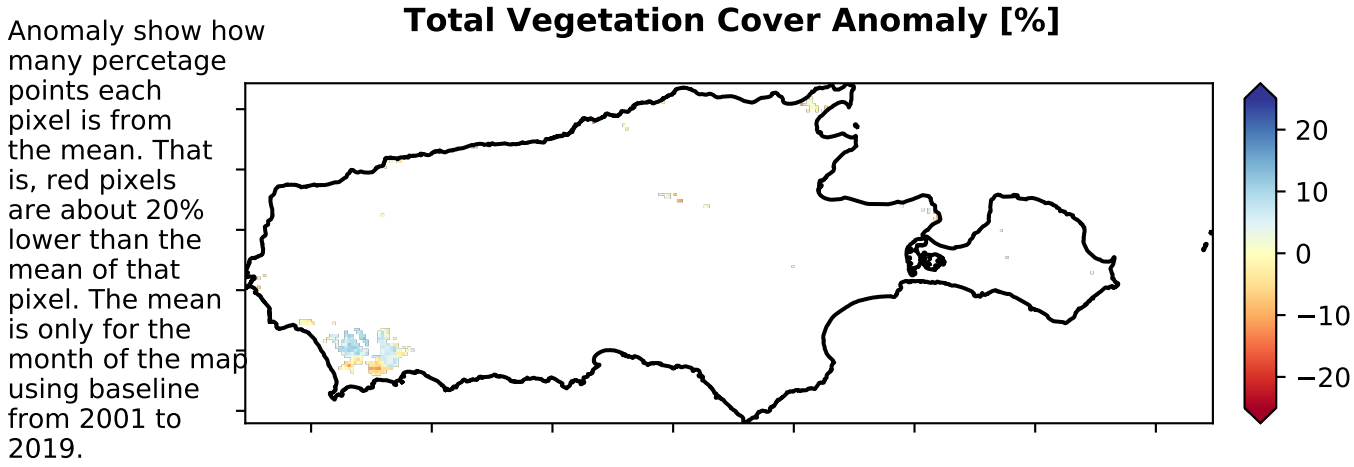 Total Vegetation Cover Anomaly [%]
Anomaly show how
many percetage
points each
pixel is from
the mean. That
is, red pixels
are about 20%
lower than the
mean of that
pixel. The mean
is only for the
month of the map
using baseline
from 2001 to
2019.
20
10
0
−10
−20